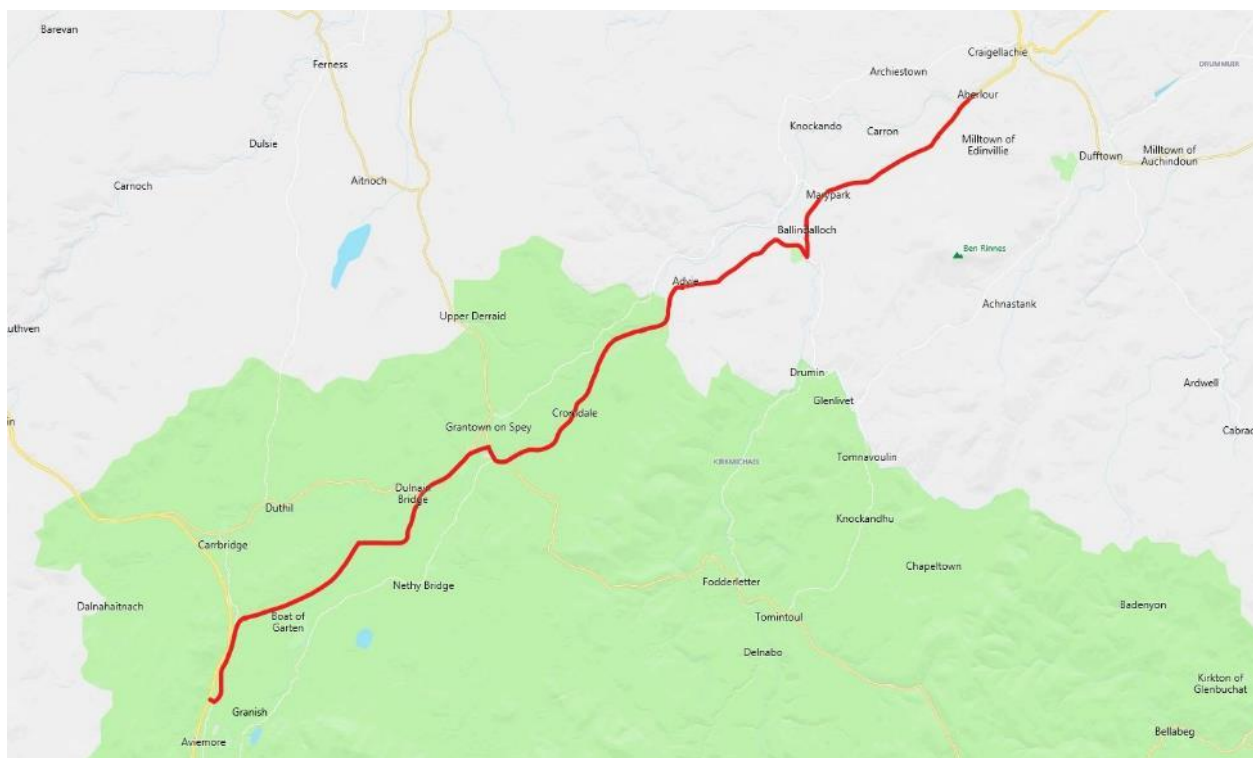 Barevan
Craigellachie
Ferness
DRUMMUIR
Archiestown
Aberlour
Knockando
Carron
Dulsie
Milltown of
Edinvillie
Dufftown
Milltown of
Auchindoun
Aitnoch
Carnoch
Marypark
Ballindalloch
Ben Rinnes
Advie
Achnastank
Upper Derraid
uthven
Drumin
Ardwell
Glenlivet
Cromdale
in
Grantown on Spey
Cabrac
Tomnavoulin
KIRKMICHAEL
Dulnain
Bridge
Duthil
Knockandhu
Carrbridge
Chapeltown
Nethy Bridge
Fodderletter
Dalnahaitnach
Badenyon
Boat of
Garten
Tomintoul
Delnabo
Kirkton of
Glenbuchat
Granish
Bellabeg
Aviemore